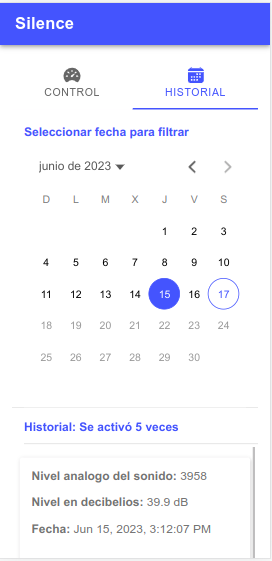 Silence
CONTROL HISTORIAL
Seleccionar fecha para filtrar
junio de 2023
D L M X J V S
1 2 3
4 5 6 7 8 9 10
11 12 13 14 15 16 17
18 19 20 21 22 23 24
25 26 27 28 29 30
Historial: Se activó 5 veces
Nivel analogo del sonido: 3958
Nivel en decibelios: 39.9 dB
Fecha: Jun 15, 2023, 3:12:07 PM